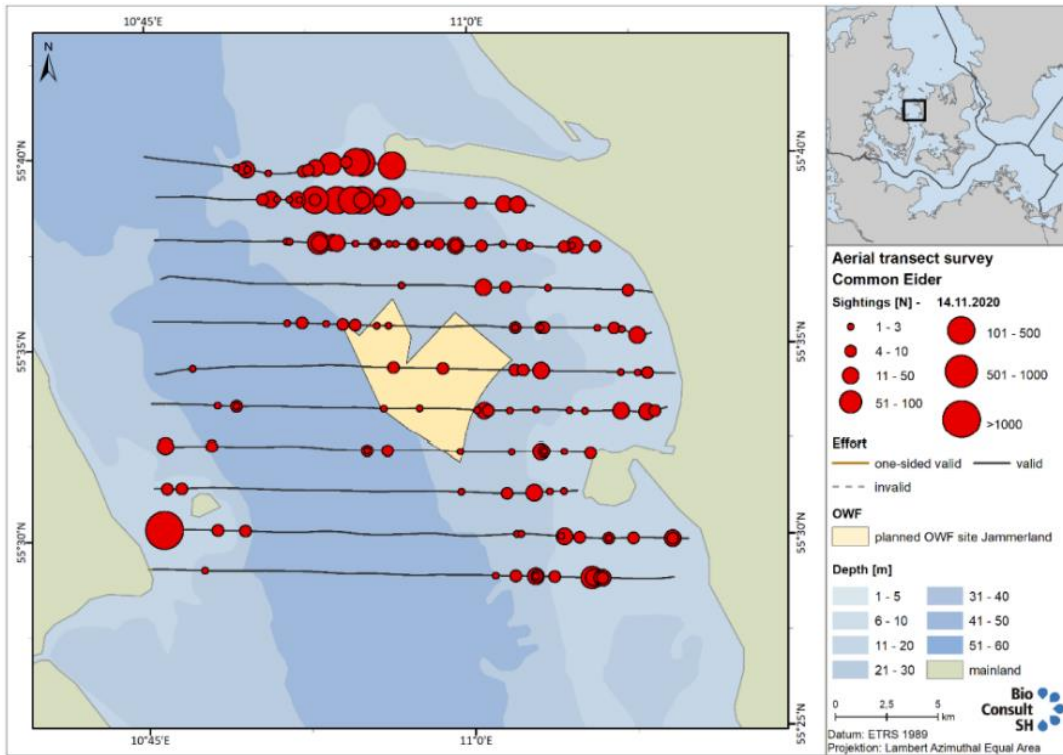 10°45'E
11°0'E
N
55°40'N
55°40'N
55°35'N
55°35'N
55°30'N
55°30'N
55°25'N
10°45'E
11°0'E
Aerial transect survey
Common Eider
Sightings [N] - 14.11.2020
1 - 3
101 - 500
4 - 10
501 - 1000
11 - 50
>1000
51 - 100
Effort
one-sided valid
valid
invalid
OWF
planned OWF site Jammerland
Depth [m]
1 - 5
31 - 40
6 - 10
41 - 50
11 - 20
51 - 60
21 - 30
mainland
0 2,5 5
km
Bio
Consult
SH
Datum: ETRS 1989
Projektion: Lambert Azimuthal Equal Area